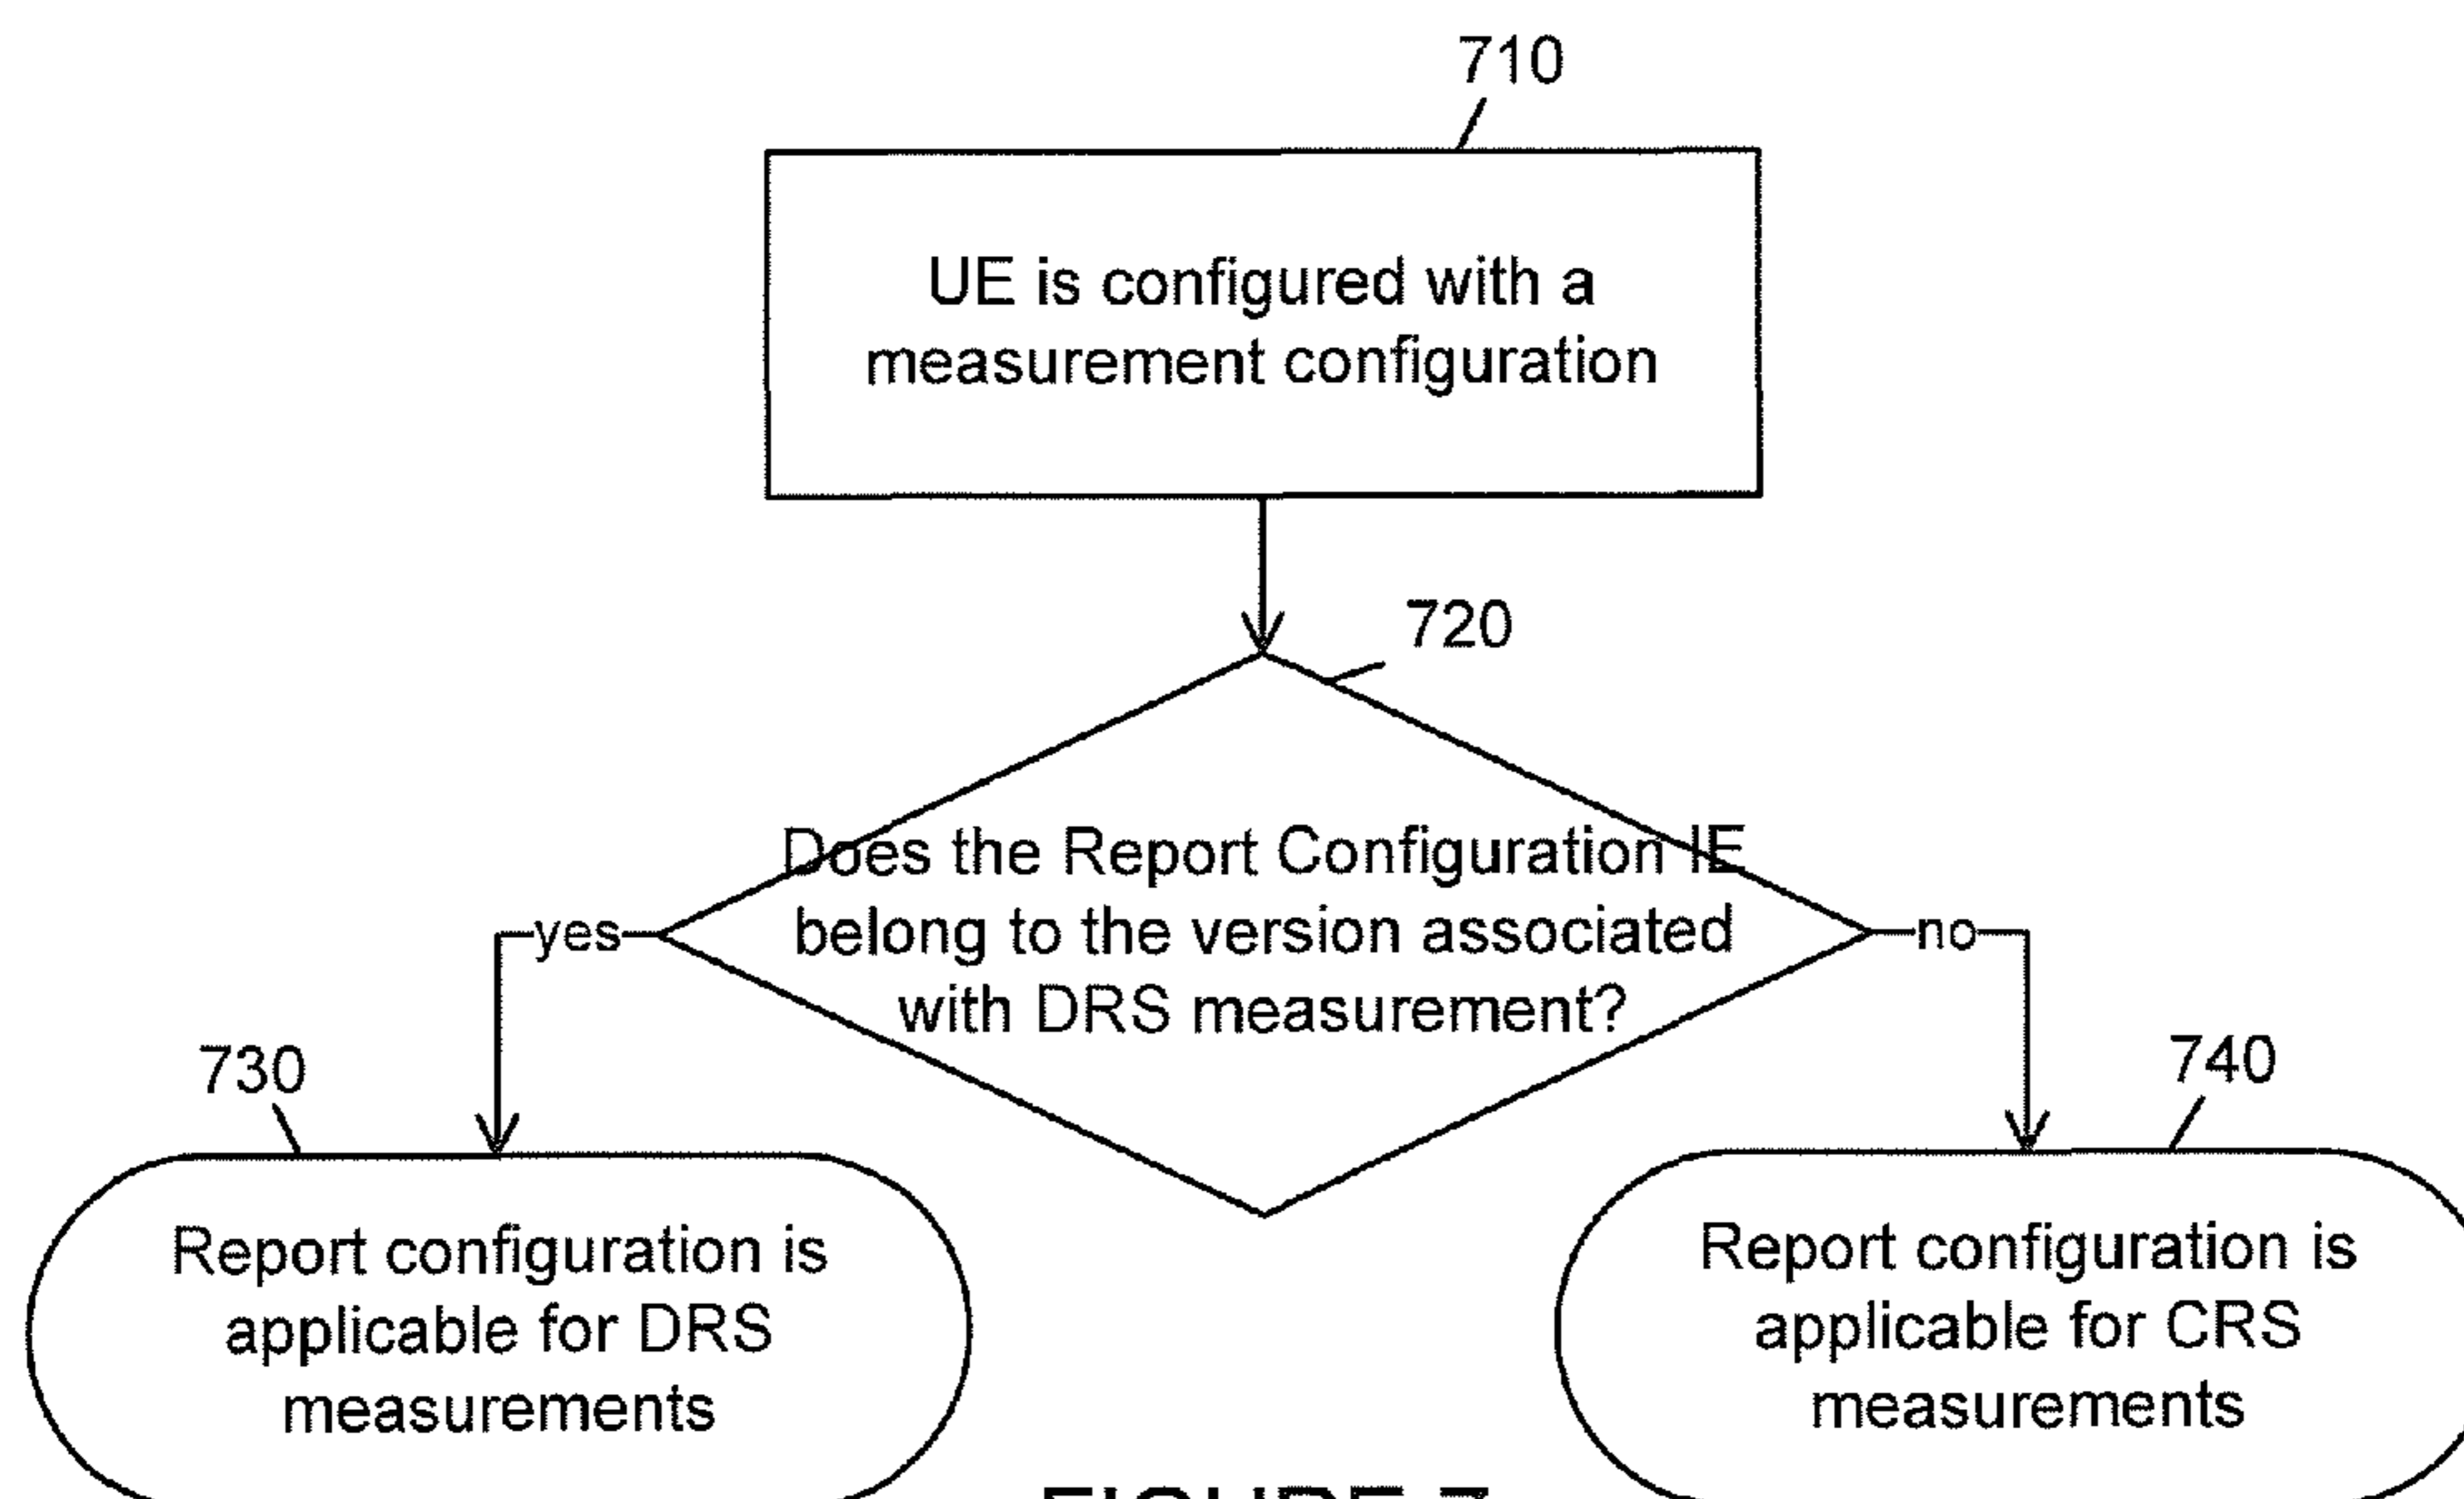 710
UE is configured with a
measurement configuration
720
Does the Report Configuration IE
belong to the version associated
with DRS measurement?
yes
no
730
740
Report configuration is
applicable for DRS
measurements
Report configuration is
applicable for CRS
measurements